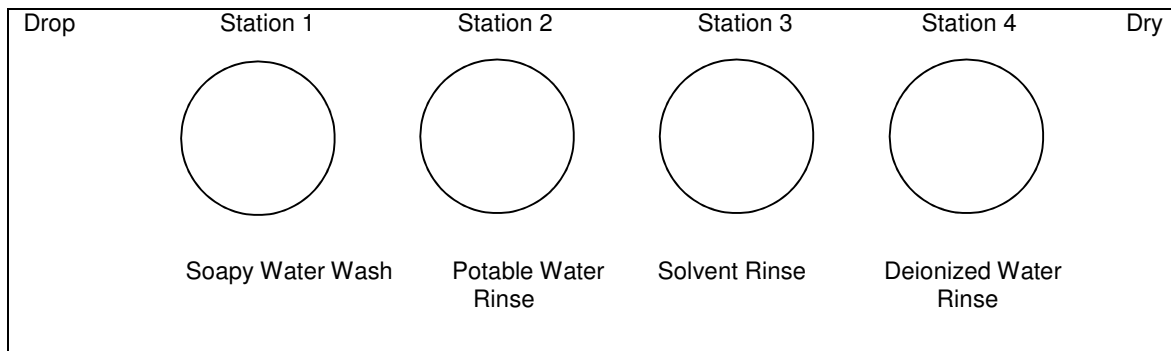 Drop Station 1 Station 2 Station 3 Station 4 Dry
Soapy Water Wash Potable Water Solvent Rinse Deionized Water
Rinse Rinse